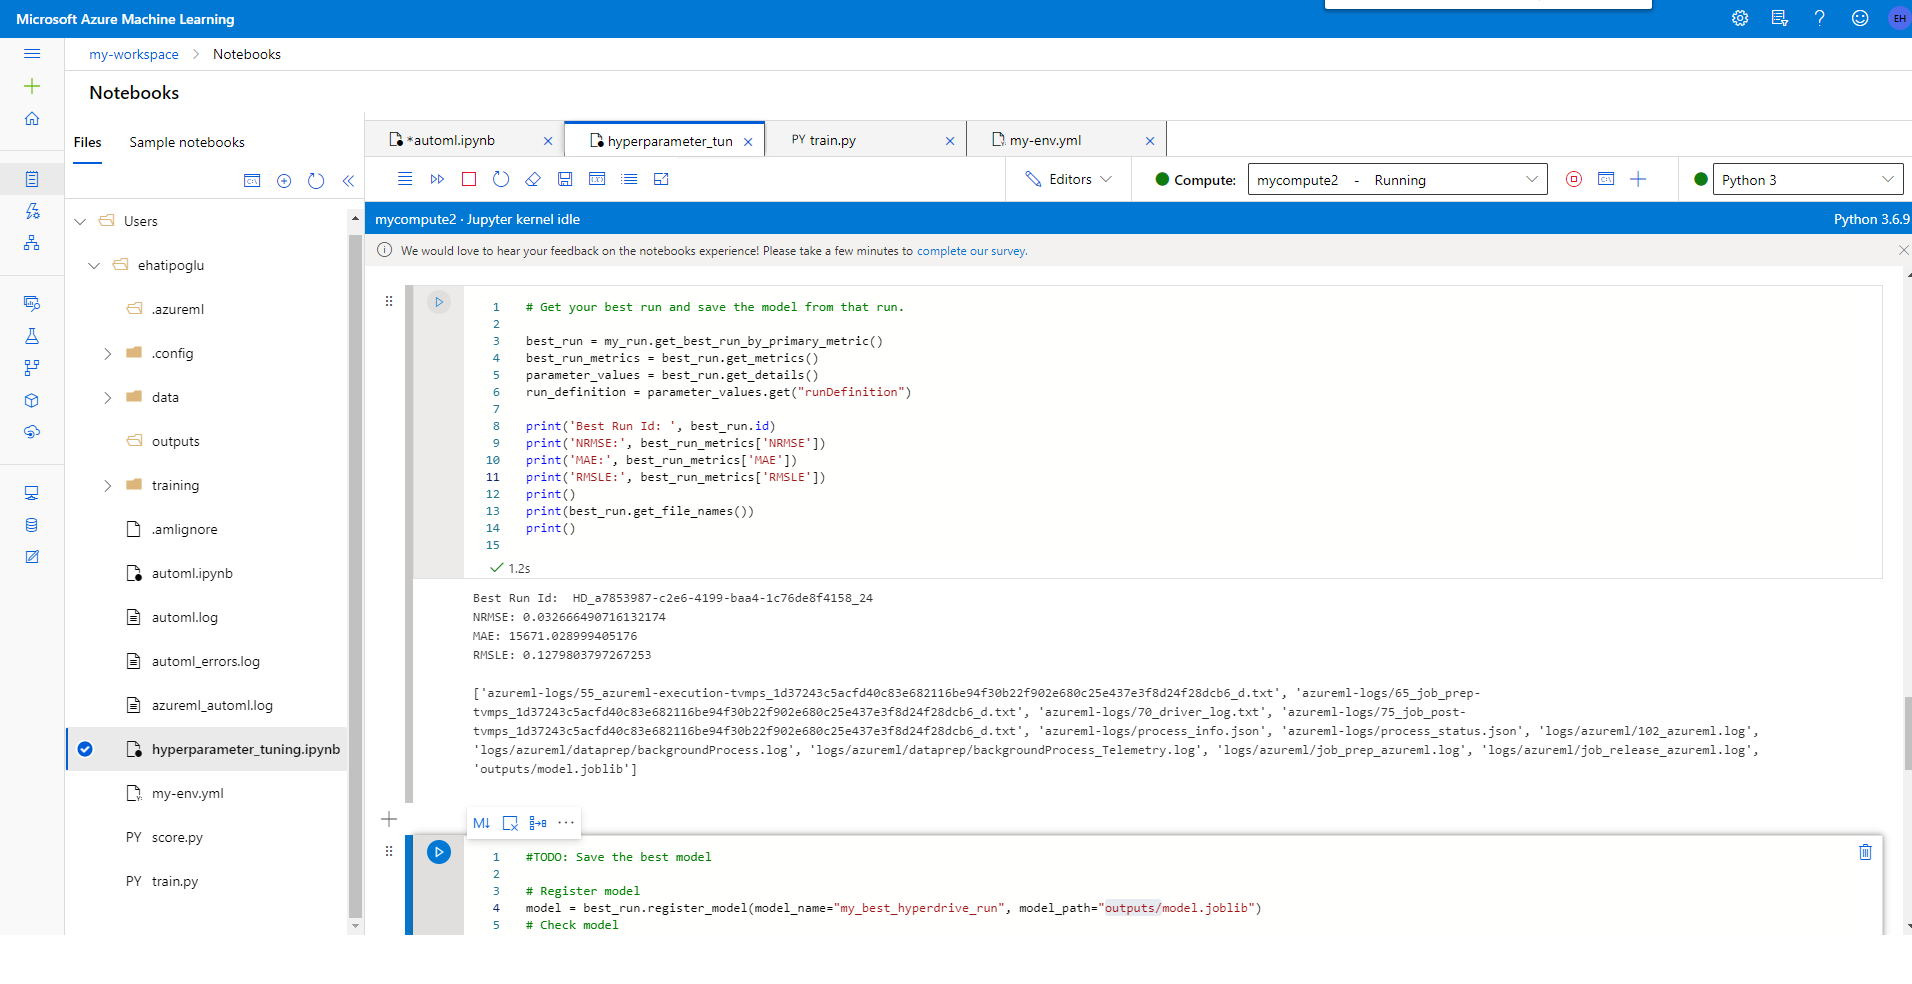 Microsoft Azure Machine Learning
EH
my-workspace > Notebooks
Notebooks
Files
Sample notebooks
Users
ehatipoglu
.azureml
.config
data
outputs
training
.amlignore
automl.ipynb
automl.log
automl_errors.log
azureml_automl.log
hyperparameter_tuning.ipynb
my-env.yml
PY score.py
PY train.py
*automl.ipynb
hyperparameter_tun
PY train.py
my-env.yml
Editors
Compute:
mycompute2 - Running
Python 3
mycompute2 · Jupyter kernel idle
Python 3.6.9
We would love to hear your feedback on the notebooks experience! Please take a few minutes to complete our survey.
1 # Get your best run and save the model from that run.
2
3 best_run = my_run.get_best_run_by_primary_metric()
4 best_run_metrics = best_run.get_metrics()
5 parameter_values = best_run.get_details()
6 run_definition = parameter_values.get("runDefinition")
7
8 print('Best Run Id: ', best_run.id)
9 print('NRMSE:', best_run_metrics['NRMSE'])
10 print('MAE:', best_run_metrics['MAE'])
11 print('RMSLE:', best_run_metrics['RMSLE'])
12 print()
13 print(best_run.get_file_names())
14 print()
15
1.2s
Best Run Id:  HD_a7853987-c2e6-4199-baa4-1c76de8f4158_24
NRMSE: 0.032666490716132174
MAE: 15671.028999405176
RMSLE: 0.1279803797267253
['azureml-logs/55_azureml-execution-tvmps_1d37243c5acfd40c83e682116be94f30b22f902e680c25e437e3f8d24f28dcb6_d.txt', 'azureml-logs/65_job_prep-
tvmps_1d37243c5acfd40c83e682116be94f30b22f902e680c25e437e3f8d24f28dcb6_d.txt', 'azureml-logs/70_driver_log.txt', 'azureml-logs/75_job_post-
tvmps_1d37243c5acfd40c83e682116be94f30b22f902e680c25e437e3f8d24f28dcb6_d.txt', 'azureml-logs/process_info.json', 'azureml-logs/process_status.json', 'logs/azureml/102_azureml.log',
'logs/azureml/dataprep/backgroundProcess.log', 'logs/azureml/dataprep/backgroundProcess_Telemetry.log', 'logs/azureml/job_prep_azureml.log', 'logs/azureml/job_release_azureml.log',
'outputs/model.joblib']
M↓
1 #TODO: Save the best model
2
3 # Register model
4 model = best_run.register_model(model_name="my_best_hyperdrive_run", model_path="outputs/model.joblib")
5 # Check model